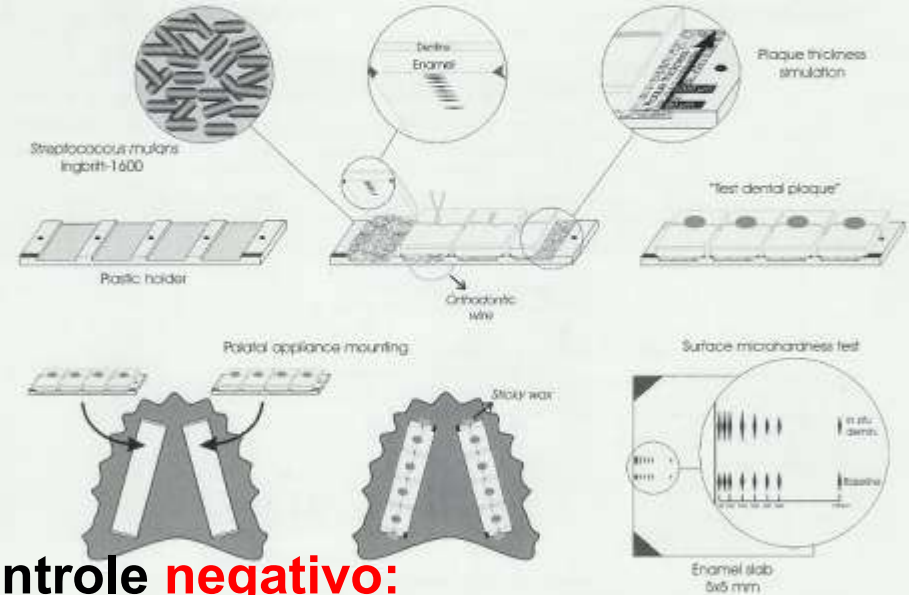 Dentine
Enamel
Plaque thickness
simulation
Streptococcus mutans
Ingbritt-1600
"Test dental plaque"
Plastic holder
Orthodontic
wire
Palatal appliance mounting
Surface microhardness test
Sticky wax
in situ
demin.
Baseline
Enamel slab
5x5 mm
ntrole negativo: